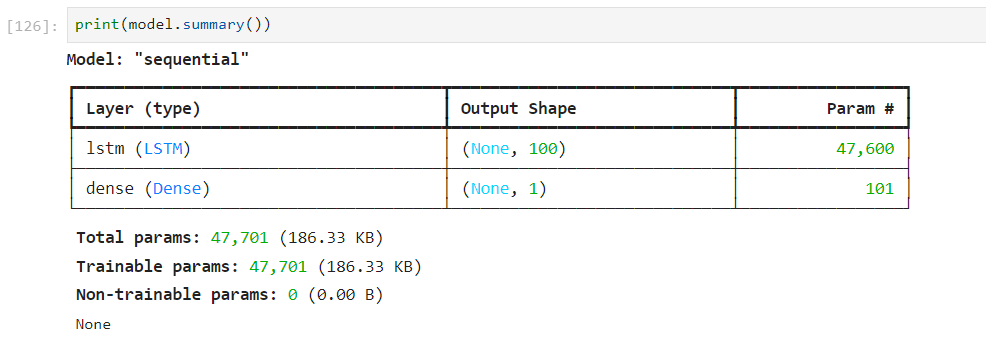 [126]: print(model.summary())
Model: "sequential"
Layer (type) Output Shape Param #
lstm (LSTM) (None, 100) 47,600
dense (Dense) (None, 1) 101
Total params: 47,701 (186.33 KB)
Trainable params: 47,701 (186.33 KB)
Non-trainable params: 0 (0.00 B)
None